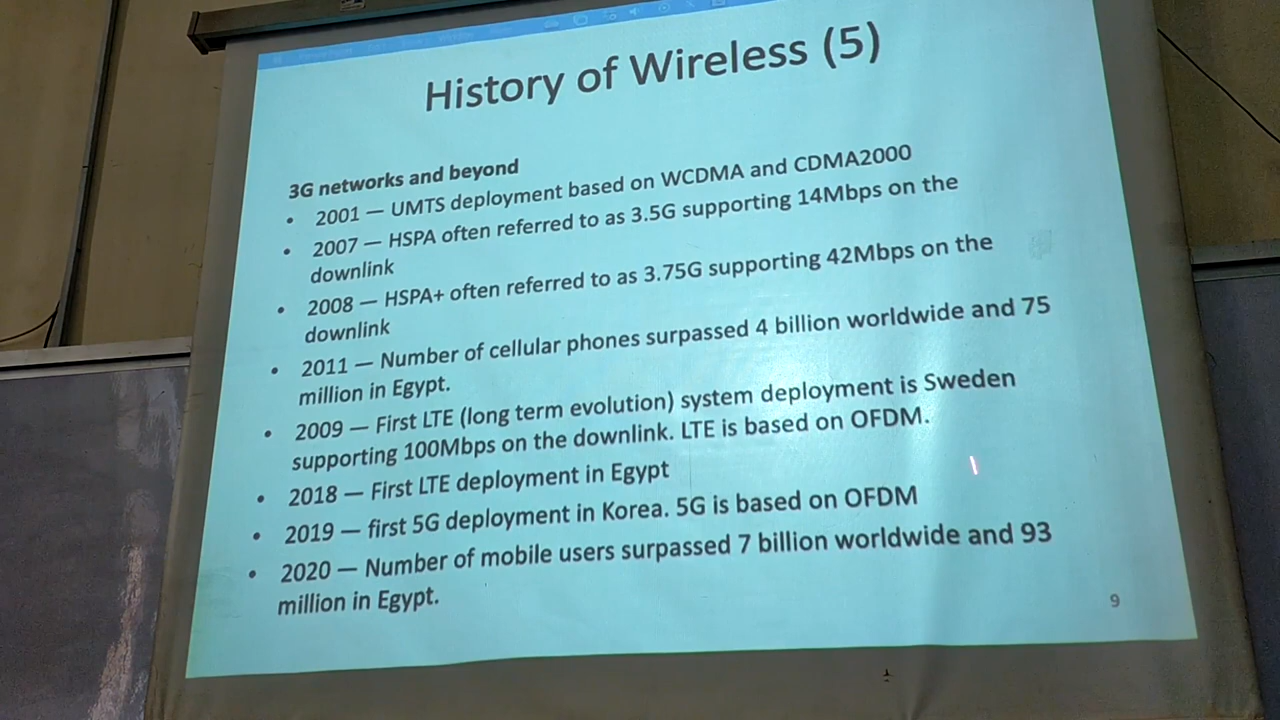 History of Wireless (5)
3G networks and beyond
• 2001 — UMTS deployment based on WCDMA and CDMA2000
• 2007 — HSPA often referred to as 3.5G supporting 14Mbps on the
downlink
• 2008 — HSPA+ often referred to as 3.75G supporting 42Mbps on the
downlink
• 2011 — Number of cellular phones surpassed 4 billion worldwide and 75
million in Egypt.
• 2009 — First LTE (long term evolution) system deployment is Sweden
supporting 100Mbps on the downlink. LTE is based on OFDM.
• 2018 — First LTE deployment in Egypt
• 2019 — first 5G deployment in Korea. 5G is based on OFDM
• 2020 — Number of mobile users surpassed 7 billion worldwide and 93
million in Egypt.
9